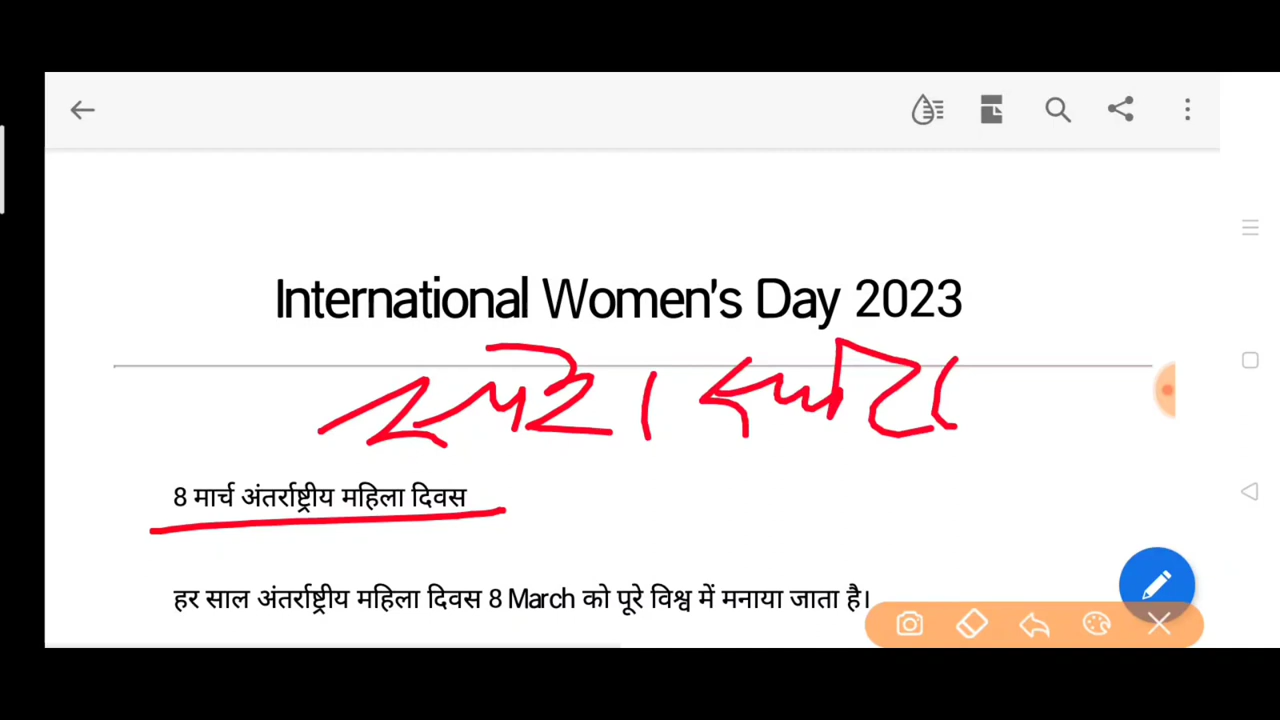 International Women's Day 2023
8 मार्च अंतर्राष्ट्रीय महिला दिवस
हर साल अंतर्राष्ट्रीय महिला दिवस 8 March को पूरे विश्व में मनाया जाता है।